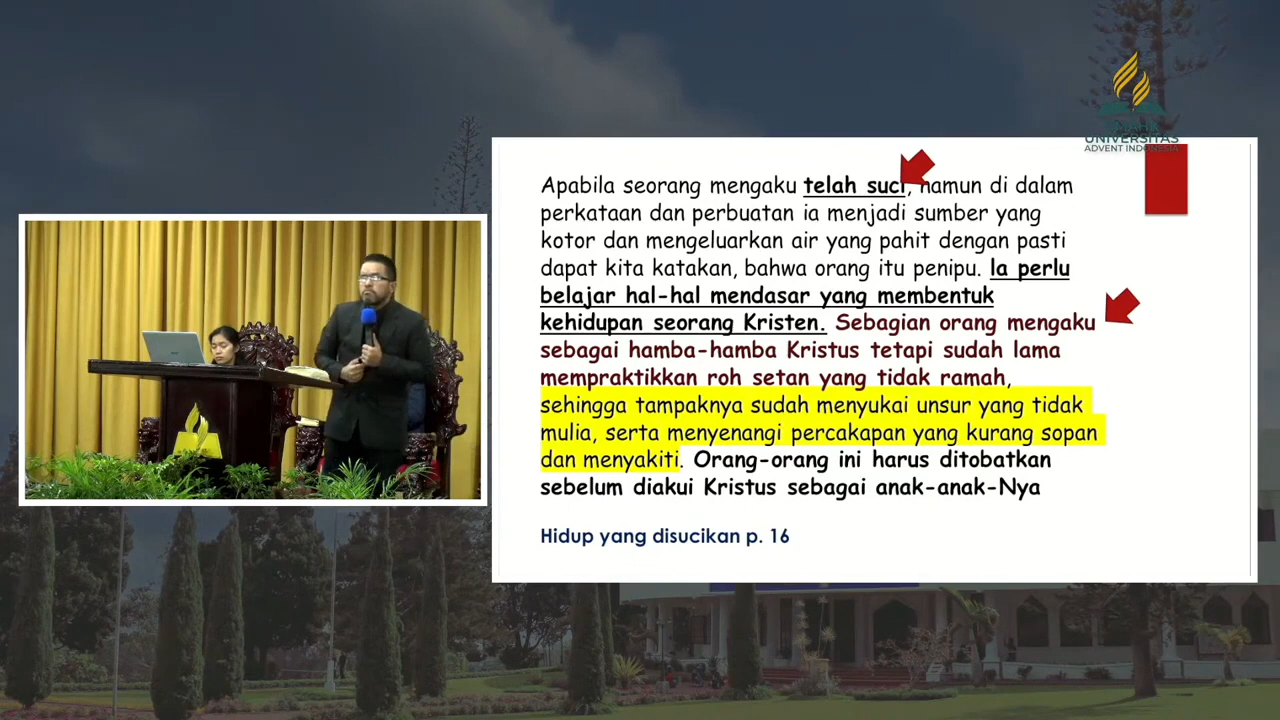 UNIVERSITAS
ADVENT INDONESIA
Apabila seorang mengaku telah suci, namun di dalam
perkataan dan perbuatan ia menjadi sumber yang
kotor dan mengeluarkan air yang pahit dengan pasti
dapat kita katakan, bahwa orang itu penipu. Ia perlu
belajar hal-hal mendasar yang membentuk
kehidupan seorang Kristen. Sebagian orang mengaku
sebagai hamba-hamba Kristus tetapi sudah lama
mempraktikkan roh setan yang tidak ramah,
sehingga tampaknya sudah menyukai unsur yang tidak
mulia, serta menyenangi percakapan yang kurang sopan
dan menyakiti. Orang-orang ini harus ditobatkan
sebelum diakui Kristus sebagai anak-anak-Nya
Hidup yang disucikan p. 16